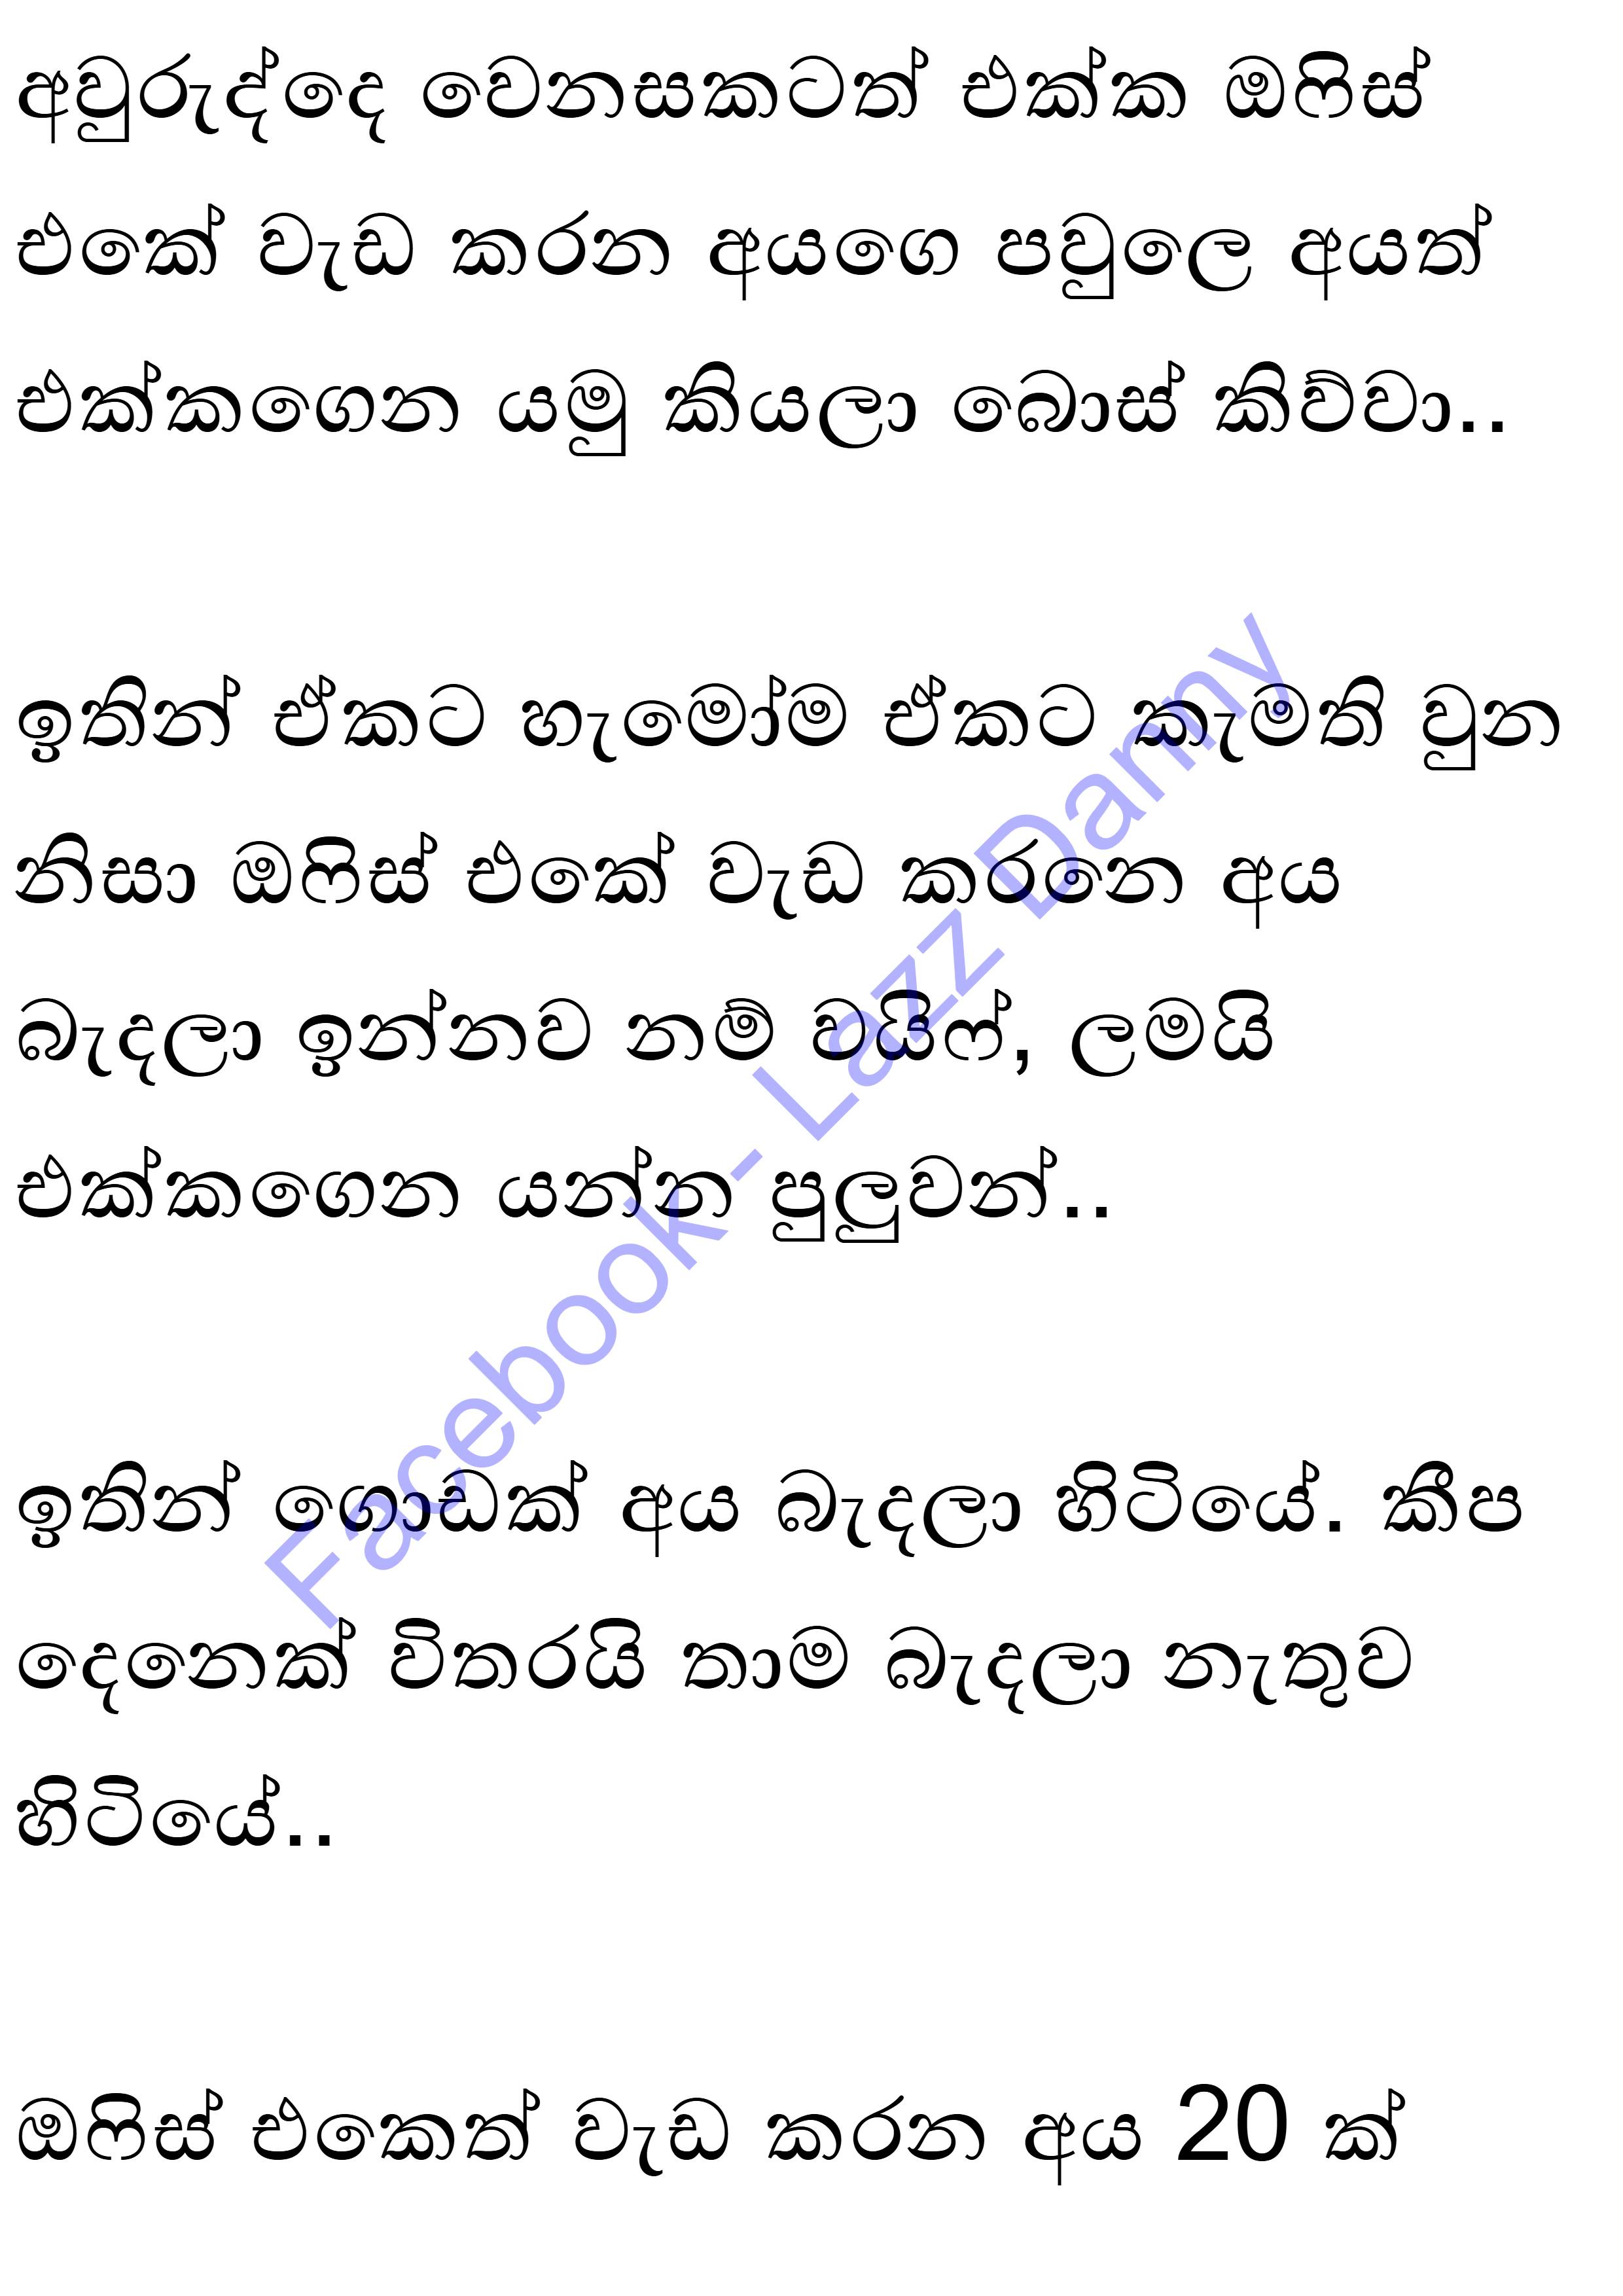 අවුරුද්දෙ වෙනසකටත් එක්ක ඔෆිස්
එකේ වැඩ කරන අයගෙ පවුලෙ අයත්
එක්කගෙන යමු කියලා බොස් කිව්වා..
ඉතින් ඒකට හැමෝම ඒකට කැමති වුන
නිසා ඔෆිස් එකේ වැඩ කරනෙ අය
බැදලා ඉන්නව නම් වයිෆ්, ලමයි
එක්කගෙන යන්න පුලුවන්..
ඉතින් ගොඩක් අය බැදලා හිටියේ. කීප
දෙනෙක් විතරයි තාම බැදලා නැතුව
හිටියේ..
ඔෆිස් එකෙත් වැඩ කරන අය 20 ක්
Facebook- Lazz Danny